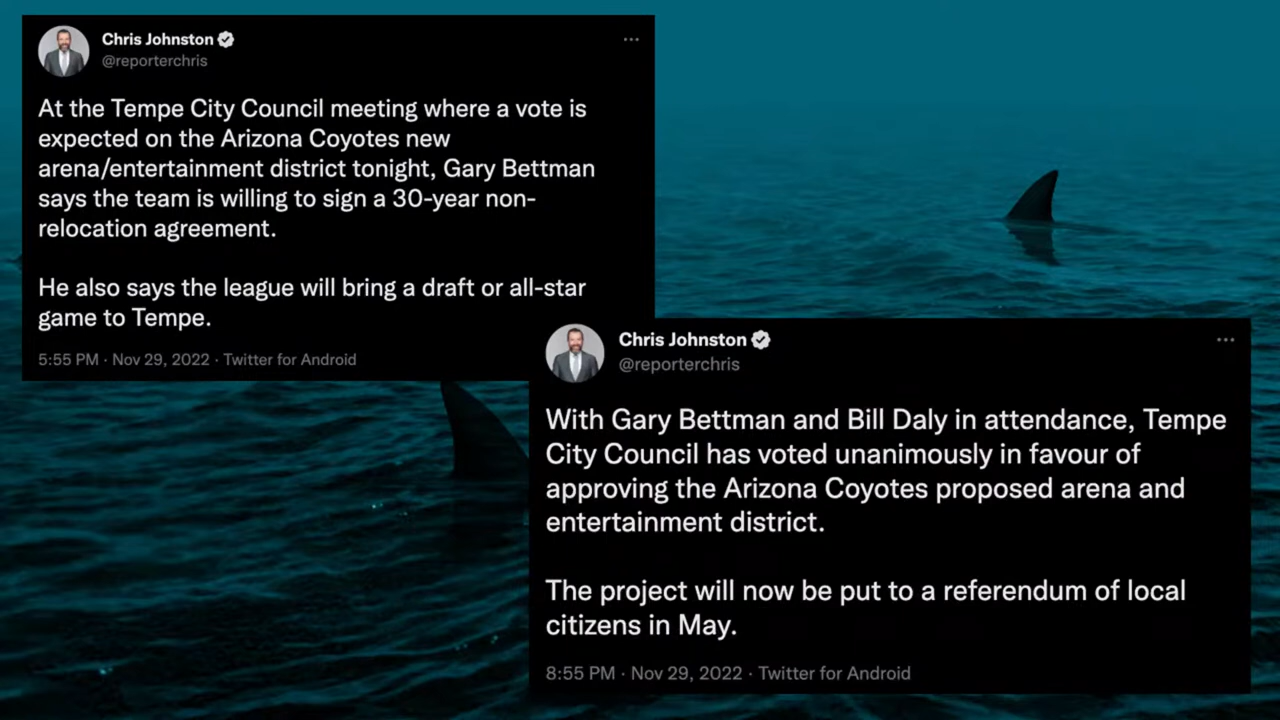 Chris Johnston
@reporterchris
At the Tempe City Council meeting where a vote is
expected on the Arizona Coyotes new
arena/entertainment district tonight, Gary Bettman
says the team is willing to sign a 30-year non-
relocation agreement.
He also says the league will bring a draft or all-star
game to Tempe.
5:55 PM · Nov 29, 2022 · Twitter for Android
Chris Johnston
@reporterchris
With Gary Bettman and Bill Daly in attendance, Tempe
City Council has voted unanimously in favour of
approving the Arizona Coyotes proposed arena and
entertainment district.
The project will now be put to a referendum of local
citizens in May.
8:55 PM · Nov 29, 2022 · Twitter for Android